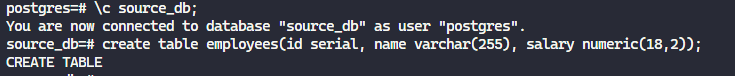 postgres=# \c source_db;
You are now connected to database "source_db" as user "postgres".
source_db=# create table employees(id serial, name varchar(255), salary numeric(18,2));
CREATE TABLE